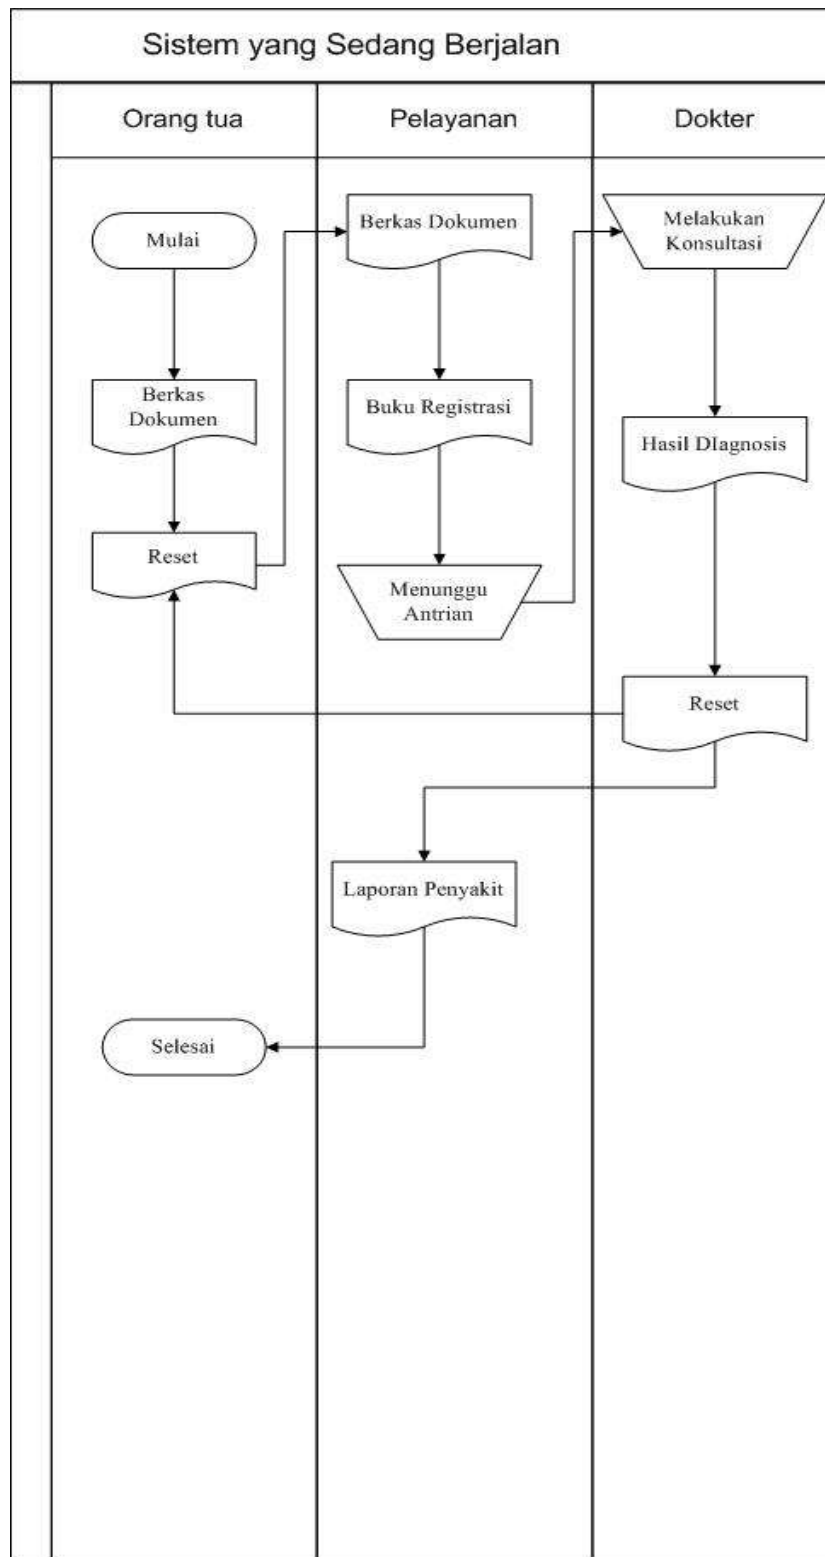 Sistem yang Sedang Berjalan
Orang tua
Pelayanan
Dokter
Mulai
Berkas Dokumen
Melakukan
Konsultasi
Berkas
Dokumen
Buku Registrasi
Hasil DIagnosis
Reset
Menunggu
Antrian
Reset
Laporan Penyakit
Selesai